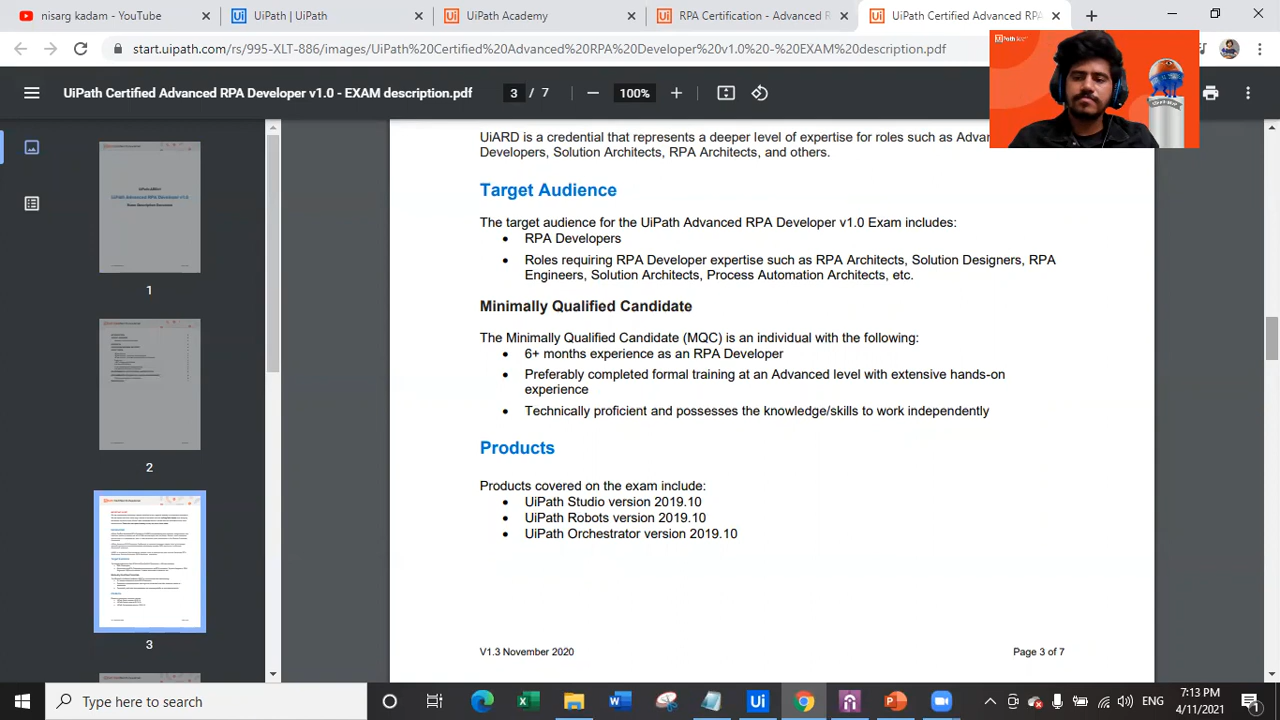 nisarg kadam - YouTube
UiPath | UiPath
UiPath Academy
RPA Certification - Advanced R
UiPath Certified Advanced RPA
start.uipath.com/rs/995-XLT-886/images/UiPath%20Certified%20Advanced%20RPA%20Developer%20v1.0%20-%20EXAM%20description.pdf
UiPath Certified Advanced RPA Developer v1.0 - EXAM description.pdf
3 / 7
100%
UiARD is a credential that represents a deeper level of expertise for roles such as Advan
Developers, Solution Architects, RPA Architects, and others.
Target Audience
The target audience for the UiPath Advanced RPA Developer v1.0 Exam includes:
• RPA Developers
• Roles requiring RPA Developer expertise such as RPA Architects, Solution Designers, RPA
Engineers, Solution Architects, Process Automation Architects, etc.
Minimally Qualified Candidate
The Minimally Qualified Candidate (MQC) is an individual with the following:
• 6+ months experience as an RPA Developer
• Preferably completed formal training at an Advanced level with extensive hands-on
experience
• Technically proficient and possesses the knowledge/skills to work independently
Products
Products covered on the exam include:
• UiPath Studio version 2019.10
• UiPath Robots version 2019.10
• UiPath Orchestrator version 2019.10
V1.3 November 2020
Page 3 of 7
1
2
3
Type here to search
Ui
ENG
7:13 PM
4/11/2021
1